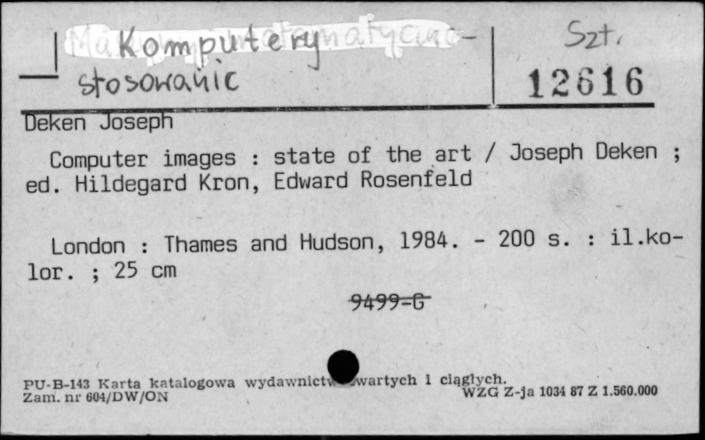 Komputery - Szt.
stosowanie 12616
Deken Joseph
Computer images : state of the art / Joseph Deken ;
ed. Hildegard Kron, Edward Rosenfeld
London : Thames and Hudson, 1984. - 200 s. : il.ko-
lor. ; 25 cm
9499-G
PU-B-143 Karta katalogowa wydawnictw zwartych i ciągłych.
Zam. nr 604/DW/ON WZG Z-ja 1034 87 Z 1.560.000